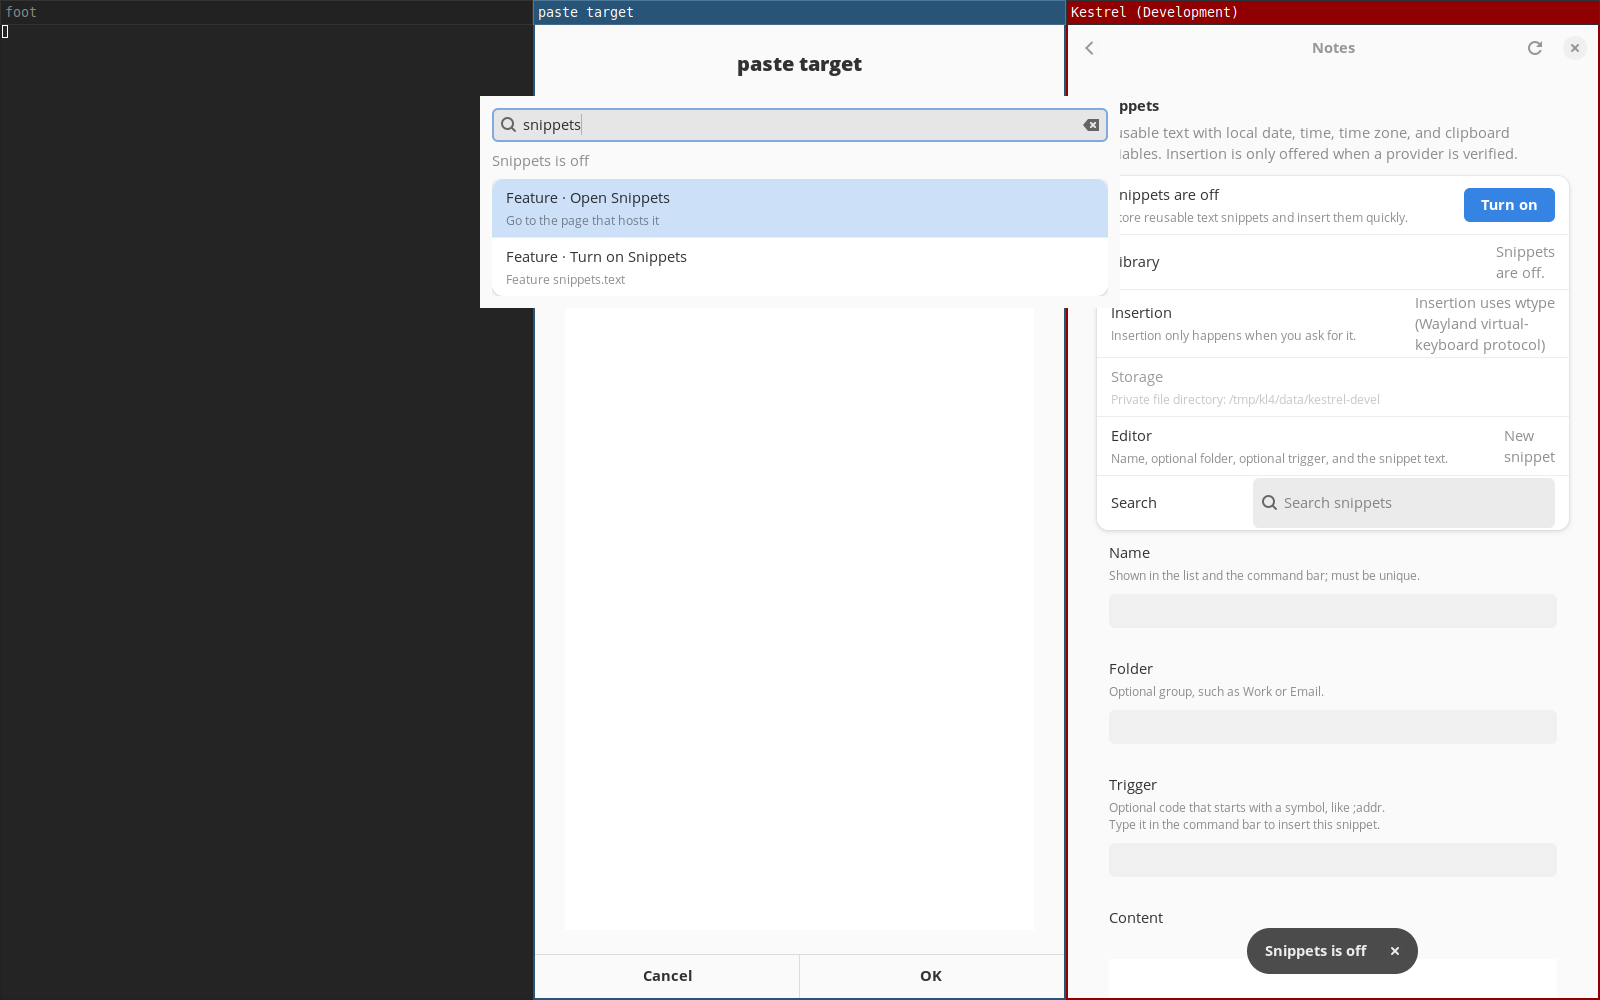 foot
paste target
Kestrel (Development)
paste target
snippets
Snippets is off
Feature · Open Snippets
Go to the page that hosts it
Feature · Turn on Snippets
Feature snippets.text
Cancel
OK
Notes
ppets
usable text with local date, time, time zone, and clipboard
iables. Insertion is only offered when a provider is verified.
nippets are off
tore reusable text snippets and insert them quickly.
Turn on
ibrary
Snippets
are off.
Insertion
Insertion only happens when you ask for it.
Insertion uses wtype
(Wayland virtual-
keyboard protocol)
Storage
Private file directory: /tmp/kl4/data/kestrel-devel
Editor
Name, optional folder, optional trigger, and the snippet text.
New
snippet
Search
Search snippets
Name
Shown in the list and the command bar; must be unique.
Folder
Optional group, such as Work or Email.
Trigger
Optional code that starts with a symbol, like ;addr.
Type it in the command bar to insert this snippet.
Content
Snippets is off